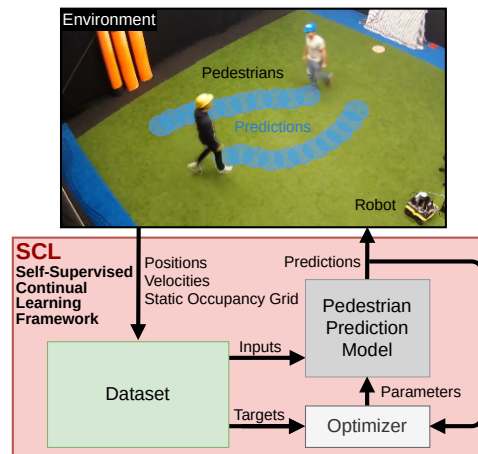 Environment
Pedestrians
Predictions
Robot
SCL
Self-Supervised
Continual
Learning
Framework
Positions
Velocities
Static Occupancy Grid
Predictions
Pedestrian
Prediction
Model
Inputs
Dataset
Parameters
Targets
Optimizer